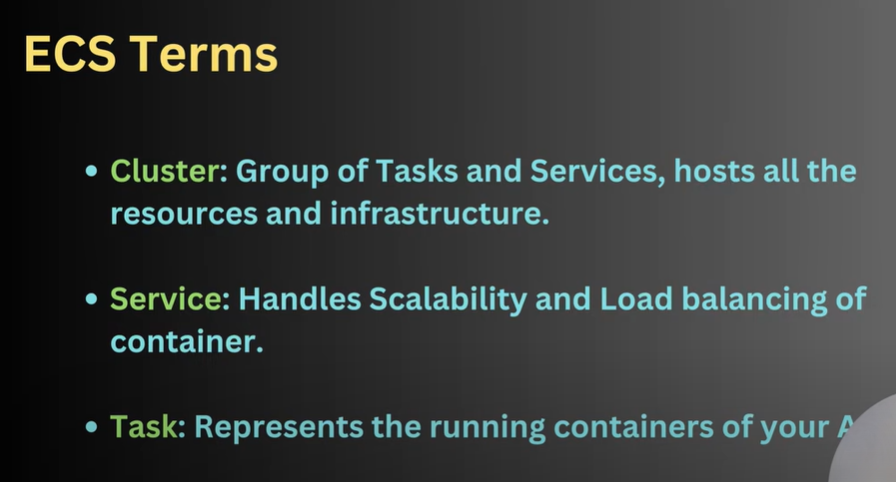 ECS Terms
• Cluster: Group of Tasks and Services, hosts all the
resources and infrastructure.
• Service: Handles Scalability and Load balancing of
container.
• Task: Represents the running containers of your